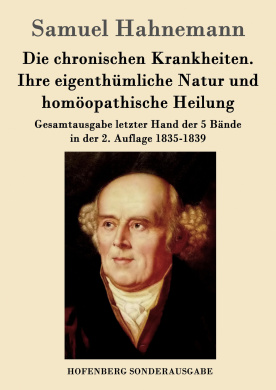 Samuel Hahnemann
Die chronischen Krankheiten.
Ihre eigenthümliche Natur und
homöopathische Heilung
Gesamtausgabe letzter Hand der 5 Bände
in der 2. Auflage 1835-1839
HOFENBERG SONDERAUSGABE